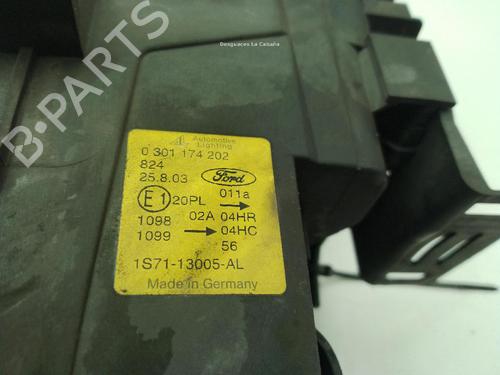 Desguaces La Cabaña
B-PARTS
Automotive
Lighting
0 301 174 202
824
25.8.03 Ford
E1 20PL 011a
1098 02A 04HR
1099 04HC
56
1S71-13005-AL
Made in Germany